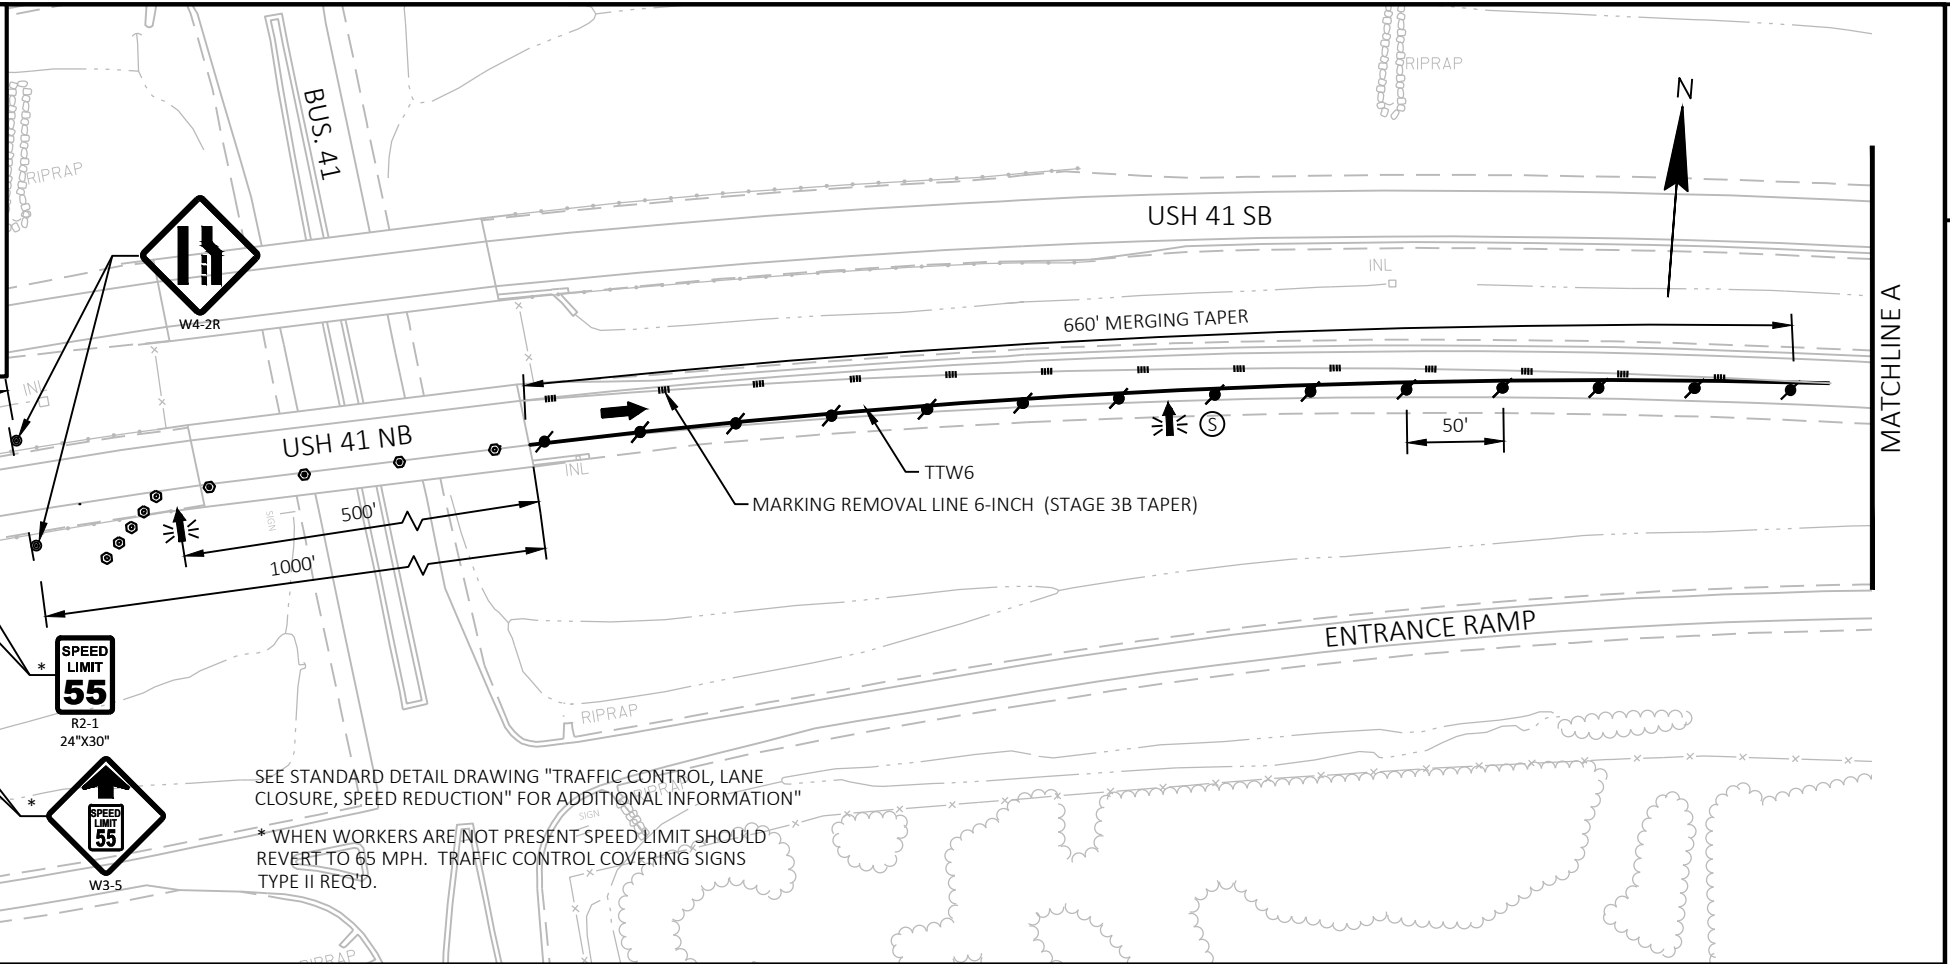 RIPRAP
N
BUS. 41
RIPRAP
USH 41 SB
W4-2R
INL
660' MERGING TAPER
MATCHLINE A
INL
USH 41 NB
INL
50'
TTW6
S
MARKING REMOVAL LINE 6-INCH (STAGE 3B TAPER)
SIGN
500'
1000'
ENTRANCE RAMP
*
SPEED
LIMIT
55
R2-1
24"X30"
RIPRAP
*
SPEED
LIMIT
55
W3-5
SEE STANDARD DETAIL DRAWING "TRAFFIC CONTROL, LANE
CLOSURE, SPEED REDUCTION" FOR ADDITIONAL INFORMATION"
RIPRAP
SIGN
* WHEN WORKERS ARE NOT PRESENT SPEED LIMIT SHOULD
REVERT TO 65 MPH. TRAFFIC CONTROL COVERING SIGNS
TYPE II REQ'D.
RIPRAP